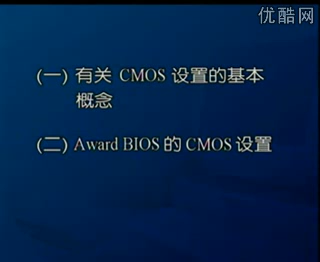 优酷网
(一) 有关 CMOS 设置的基本
概念
(二) Award BIOS 的 CMOS 设置